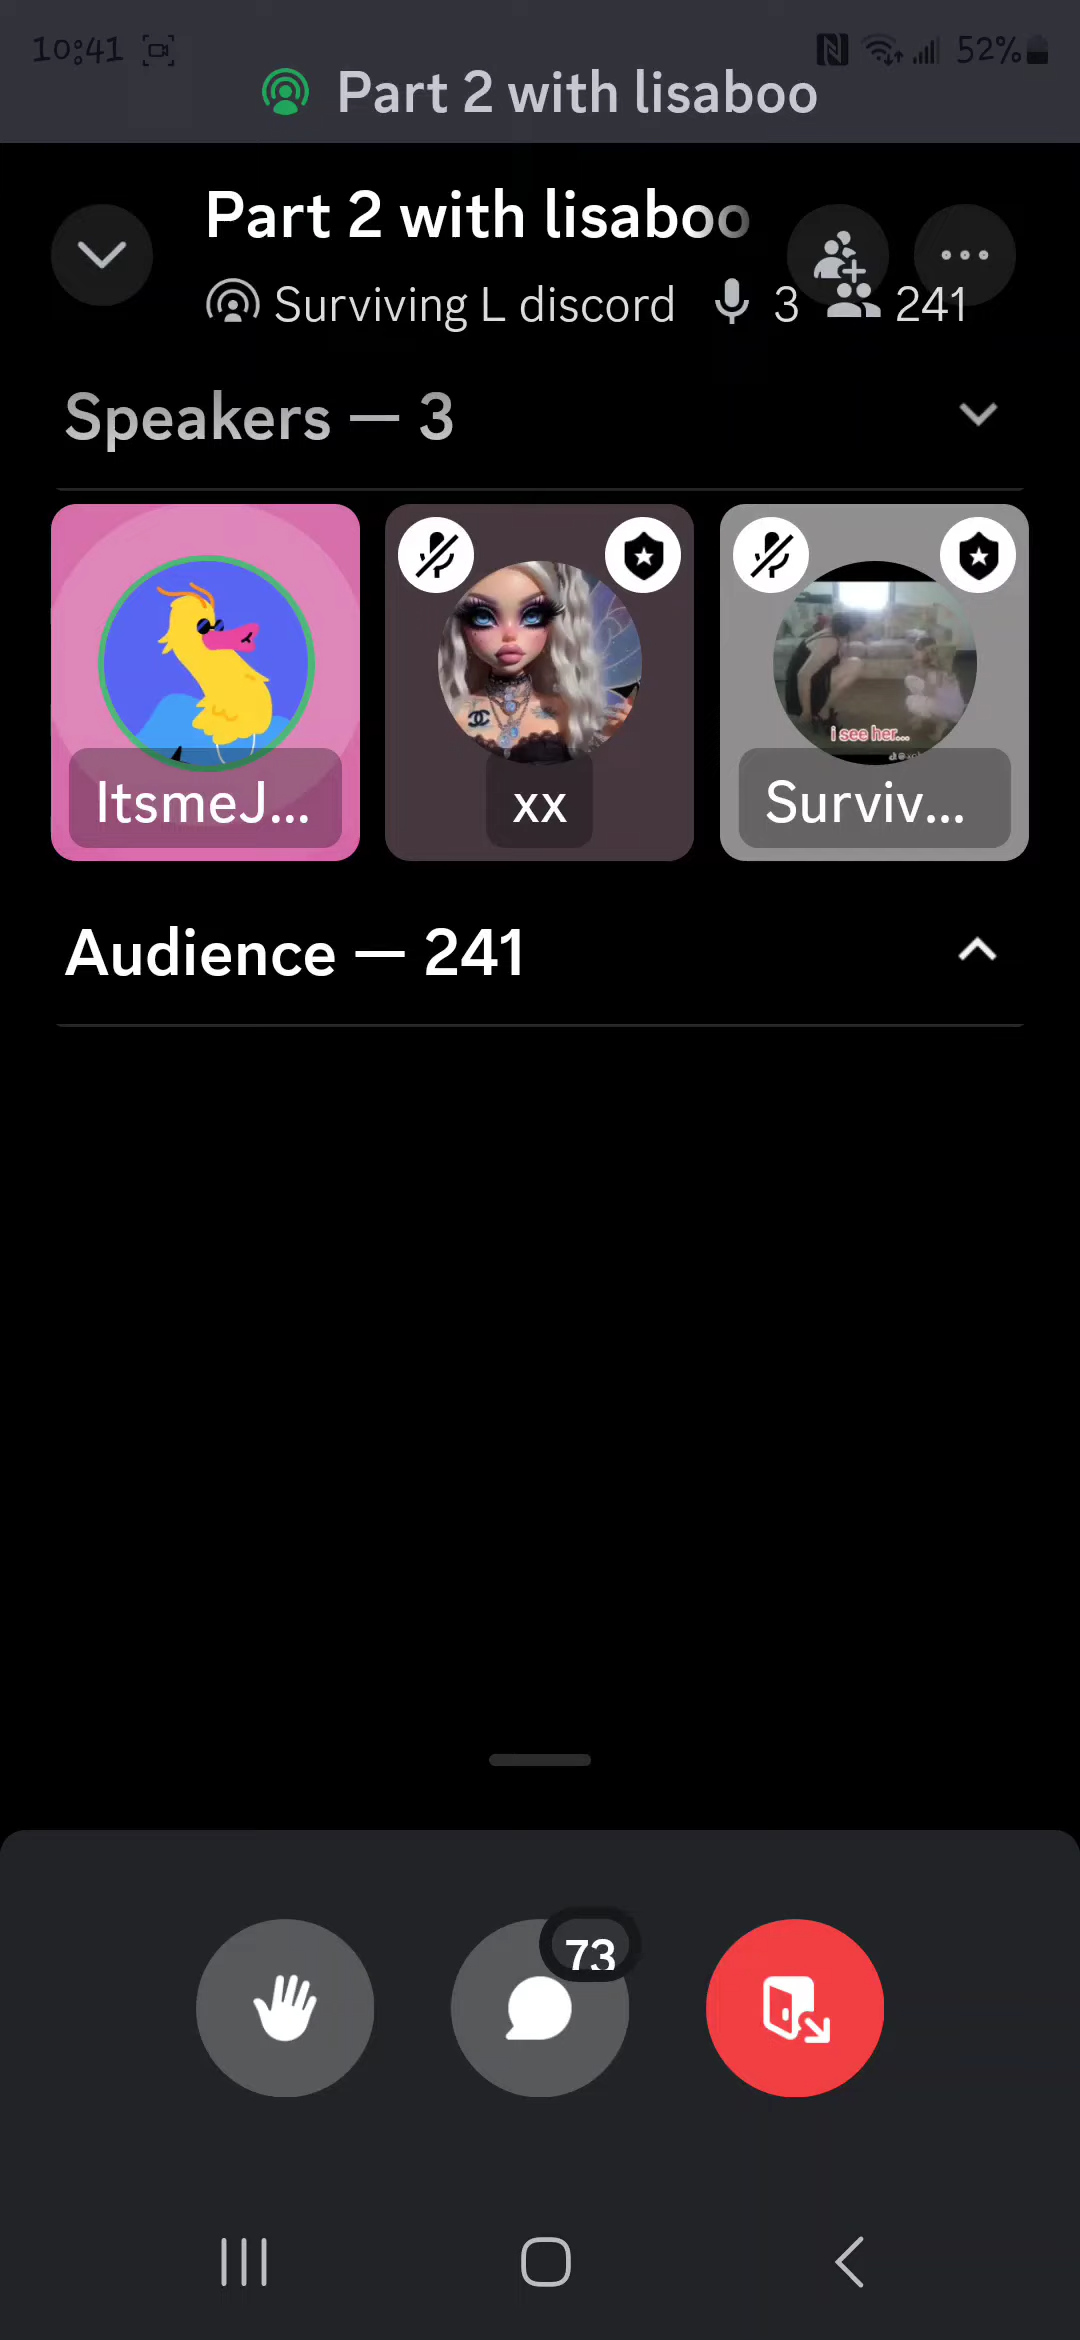 10:41
52%
Part 2 with lisaboo
Part 2 with lisaboo
Surviving L discord 3 241
Speakers — 3
i see her...
ItsmeJ...
xx
Surviv...
Audience — 241
73